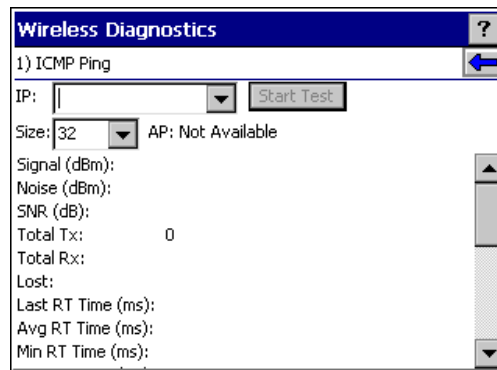 Wireless Diagnostics ?
1) ICMP Ping
IP: Start Test
Size: 32 AP: Not Available
Signal (dBm):
Noise (dBm):
SNR (dB):
Total Tx: 0
Total Rx:
Lost:
Last RT Time (ms):
Avg RT Time (ms):
Min RT Time (ms):